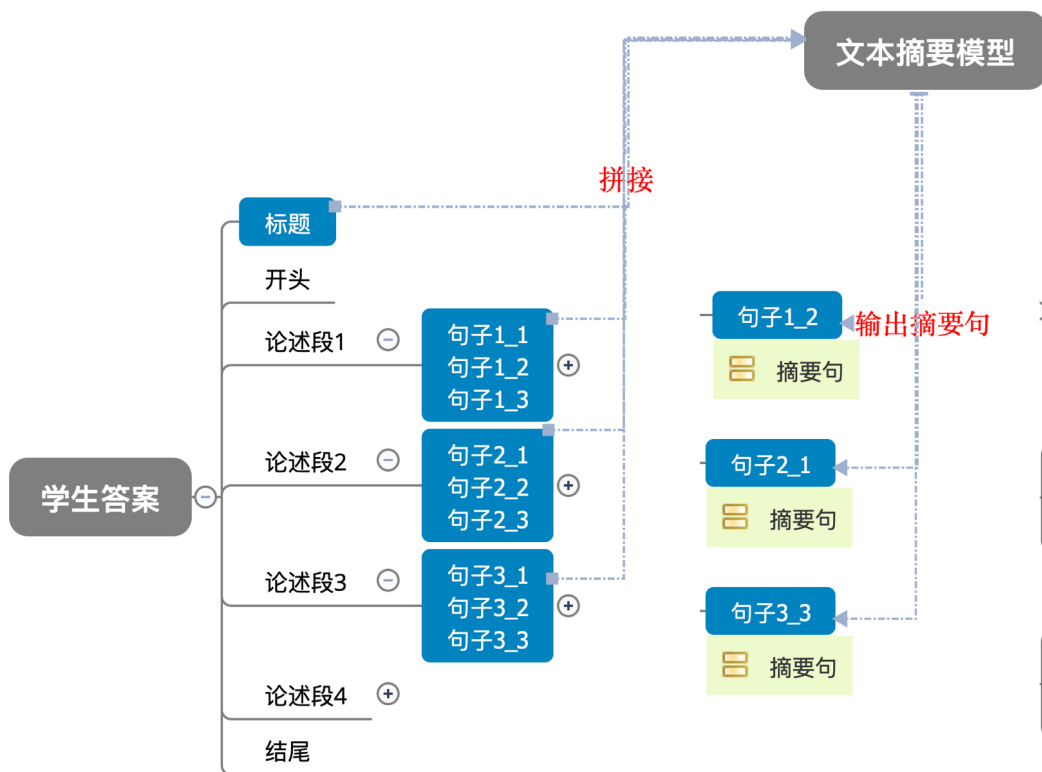 文本摘要模型
拼接
标题
开头
论述段1
句子1_1
句子1_2
句子1_3
句子1_2
输出摘要句
摘要句
论述段2
句子2_1
句子2_2
句子2_3
句子2_1
摘要句
学生答案
论述段3
句子3_1
句子3_2
句子3_3
句子3_3
摘要句
论述段4
结尾